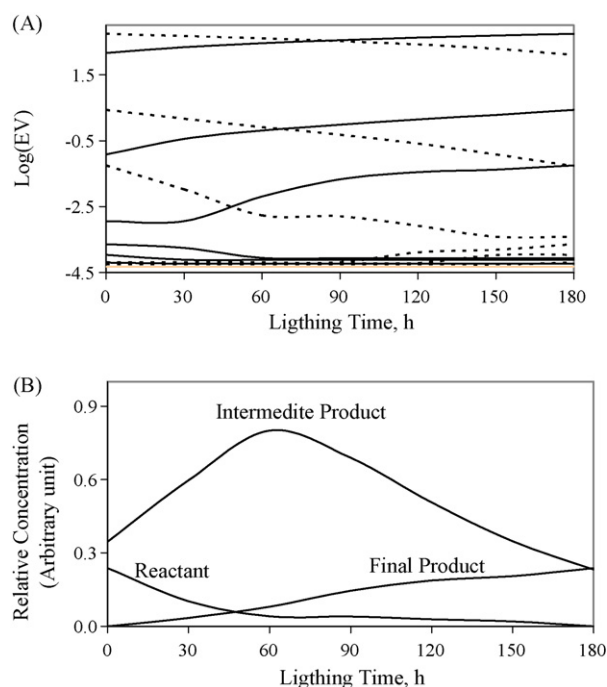 (A)
1.5
-0.5
-2.5
-4.5
Log(EV)
0 30 60 90 120 150 180
Ligthing Time, h
(B)
0.9
0.6
0.3
0.0
Relative Concentration
(Arbitrary unit)
Intermedite Product
Reactant
Final Product
0 30 60 90 120 150 180
Ligthing Time, h